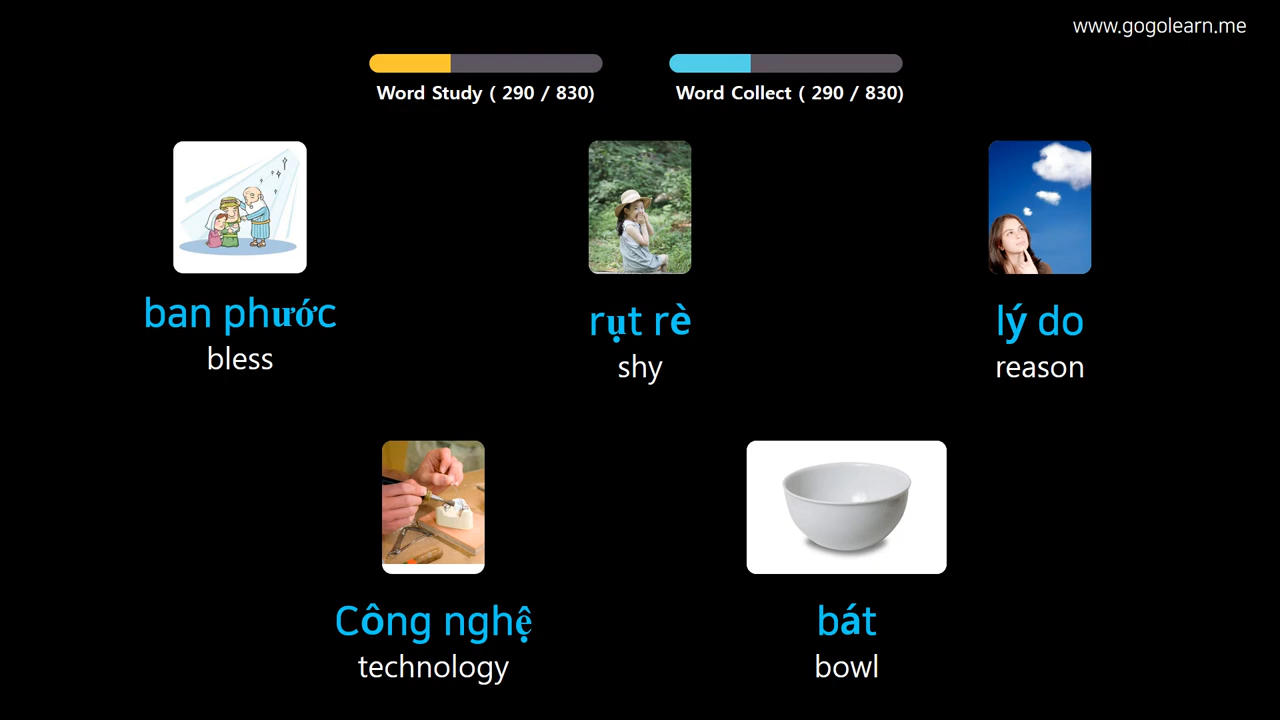 www.gogolearn.me
Word Study ( 290 / 830)
Word Collect ( 290 / 830)
ban phước
bless
rụt rè
shy
lý do
reason
Công nghệ
technology
bát
bowl